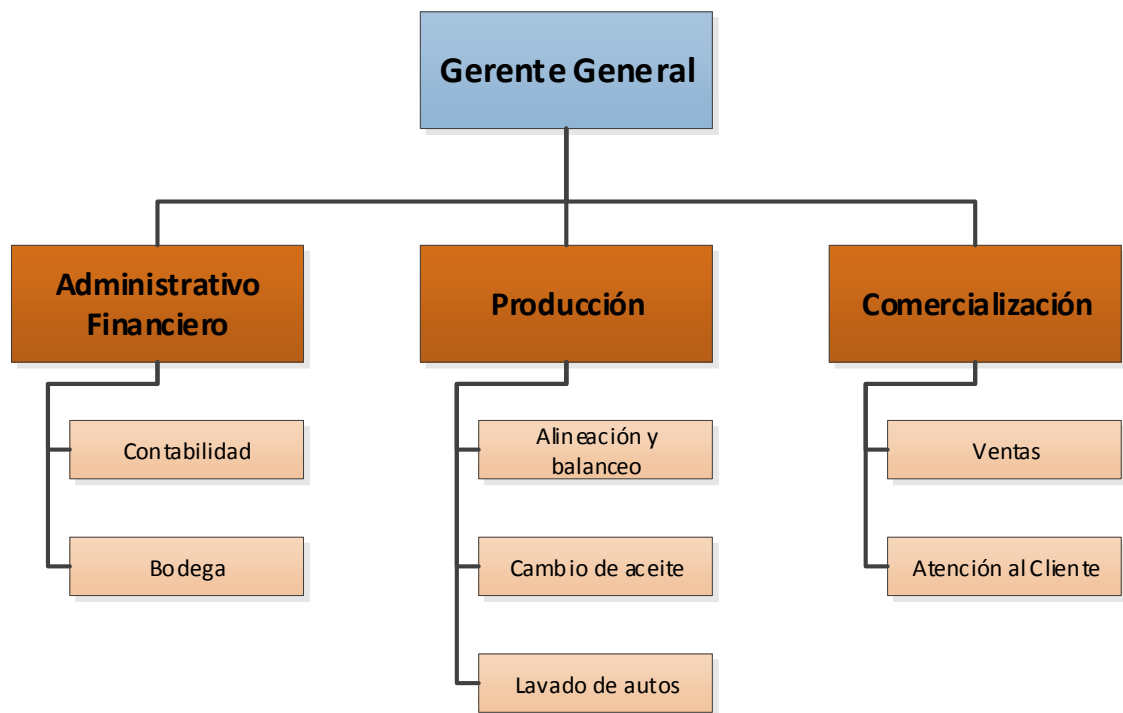 Gerente General
Administrativo
Financiero
Producción
Comercialización
Contabilidad
Bodega
Alineación y
balanceo
Cambio de aceite
Lavado de autos
Ventas
Atención al Cliente